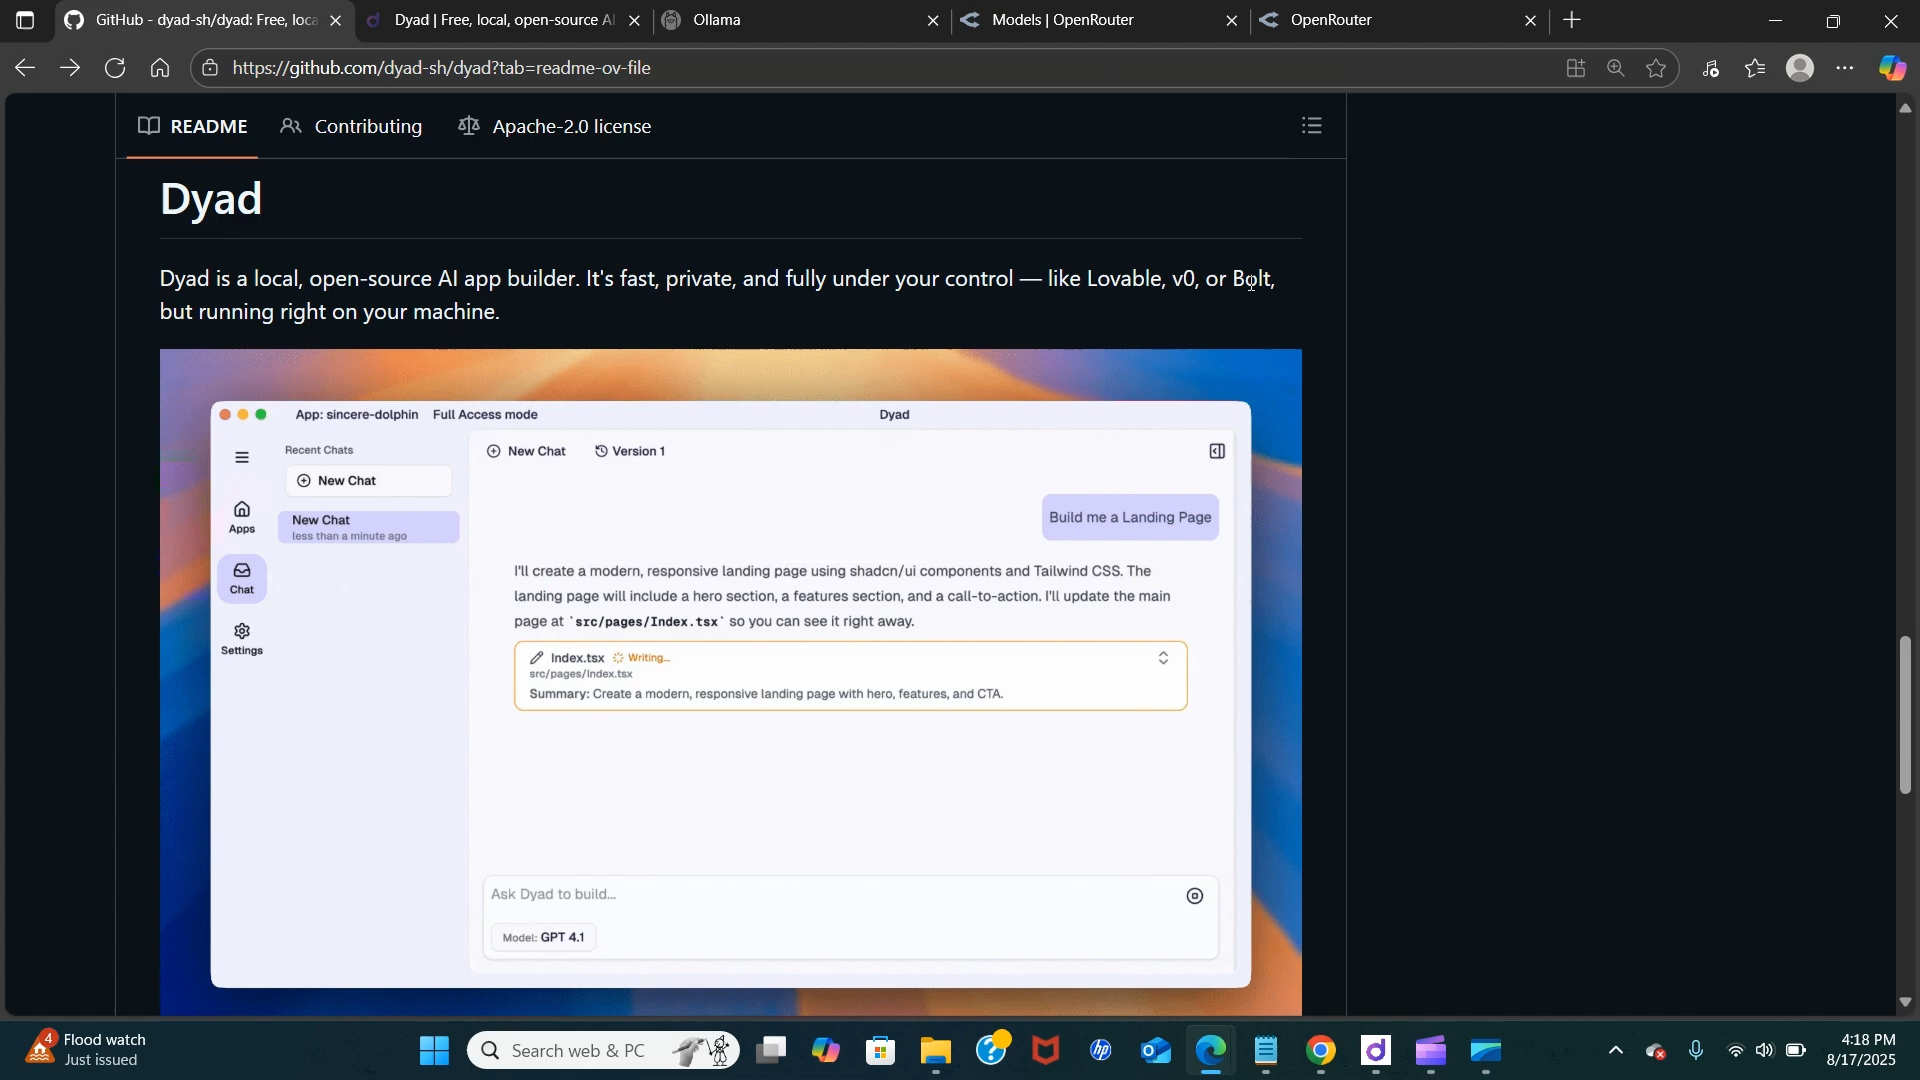 GitHub - dyad-sh/dyad: Free, loca
Dyad | Free, local, open-source AI
Ollama
Models | OpenRouter
OpenRouter
https://github.com/dyad-sh/dyad?tab=readme-ov-file
README
Contributing
Apache-2.0 license
Dyad
Dyad is a local, open-source AI app builder. It's fast, private, and fully under your control — like Lovable, v0, or Bolt,
but running right on your machine.
App: sincere-dolphin Full Access mode
Dyad
Recent Chats
New Chat
New Chat
less than a minute ago
Apps
Chat
Settings
New Chat
Version 1
Build me a Landing Page
I'll create a modern, responsive landing page using shadcn/ui components and Tailwind CSS. The
landing page will include a hero section, a features section, and a call-to-action. I'll update the main
page at `src/pages/Index.tsx` so you can see it right away.
Index.tsx Writing...
src/pages/Index.tsx
Summary: Create a modern, responsive landing page with hero, features, and CTA.
Ask Dyad to build...
Model: GPT 4.1
4
Flood watch
Just issued
Search web & PC
4:18 PM
8/17/2025